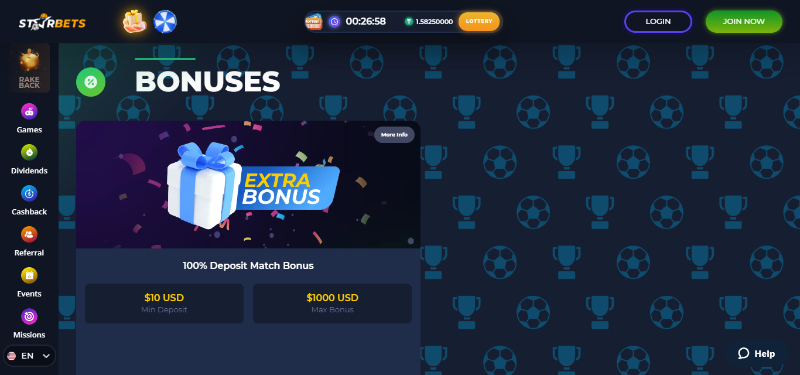 STARBETS
00:26:58
1.58250000
LOTTERY
LOGIN
JOIN NOW
RAKE
BACK
BONUSES
Games
More Info
EXTRA
BONUS
Dividends
Cashback
Referral
100% Deposit Match Bonus
Events
$10 USD
$1000 USD
Min Deposit
Max Bonus
Missions
EN
Help